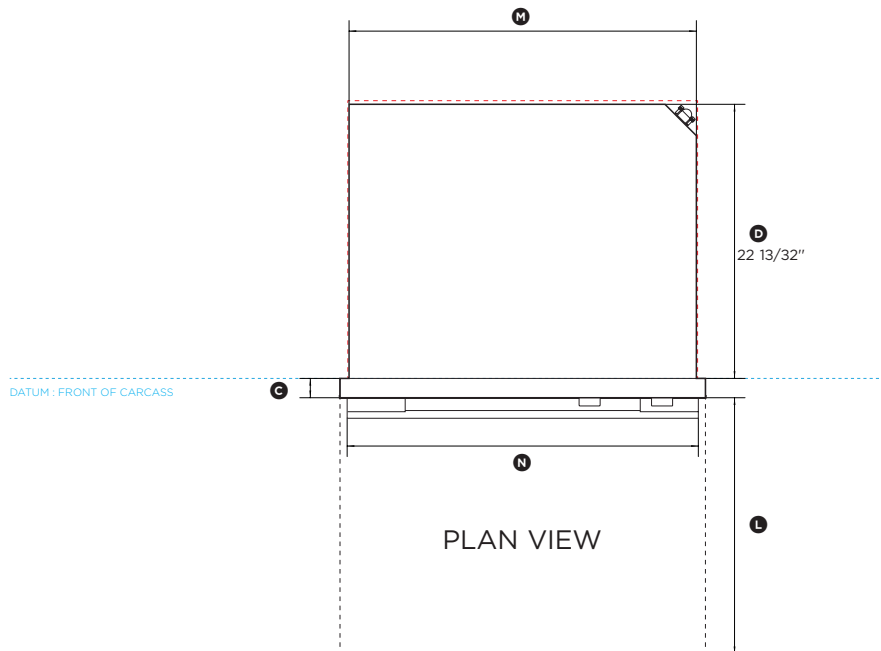 M
D
22 13/32"
DATUM : FRONT OF CARCASS
C
N
L
PLAN VIEW